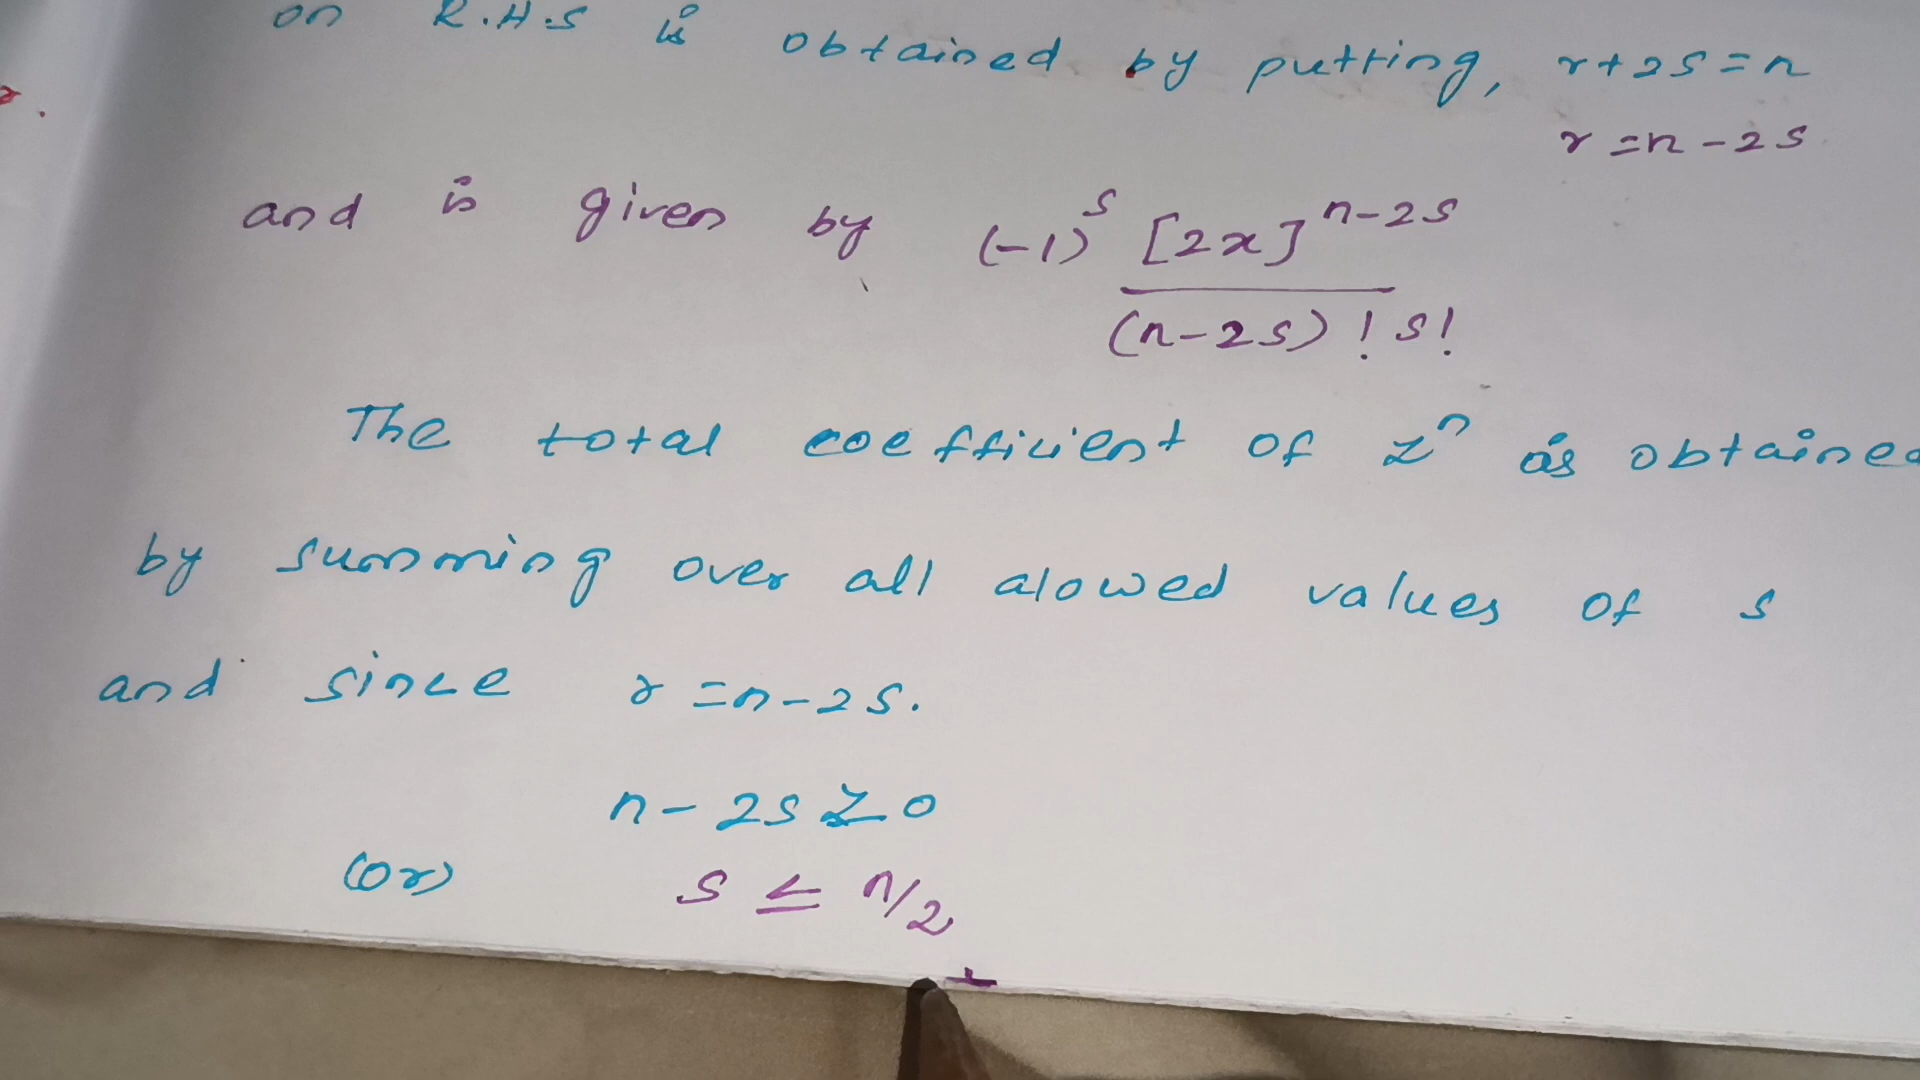 on R.H.S is obtained by putting, r+2s=n
r=n-2s
and is given by (-1)^s [2x]^{n-2s}
(n-2s)! s!
The total coefficient of z^n is obtained
by summing over all alowed values of s
and since r=n-2s.
n-2s≥0
(or) s ≤ n/2